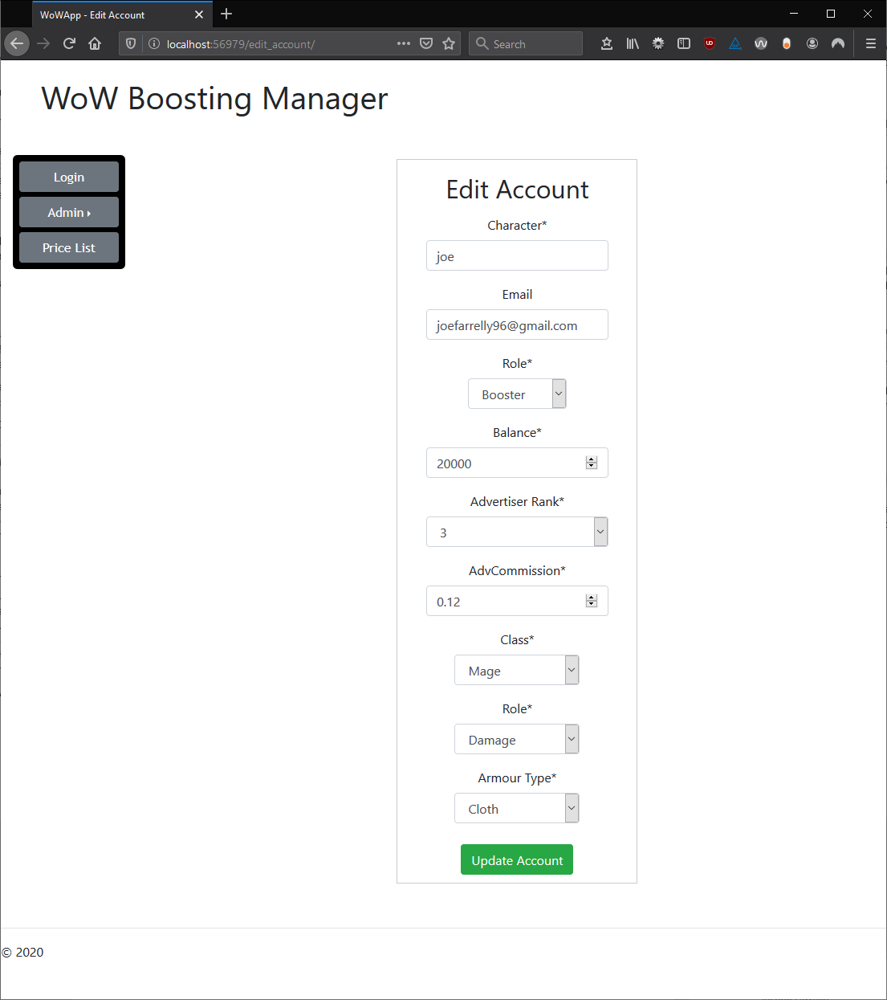 WoWApp - Edit Account
localhost:56979/edit_account/
Search
WoW Boosting Manager
Login
Admin
Price List
Edit Account
Character*
joe
Email
joefarrelly96@gmail.com
Role*
Booster
Balance*
20000
Advertiser Rank*
3
AdvCommission*
0.12
Class*
Mage
Role*
Damage
Armour Type*
Cloth
Update Account
© 2020